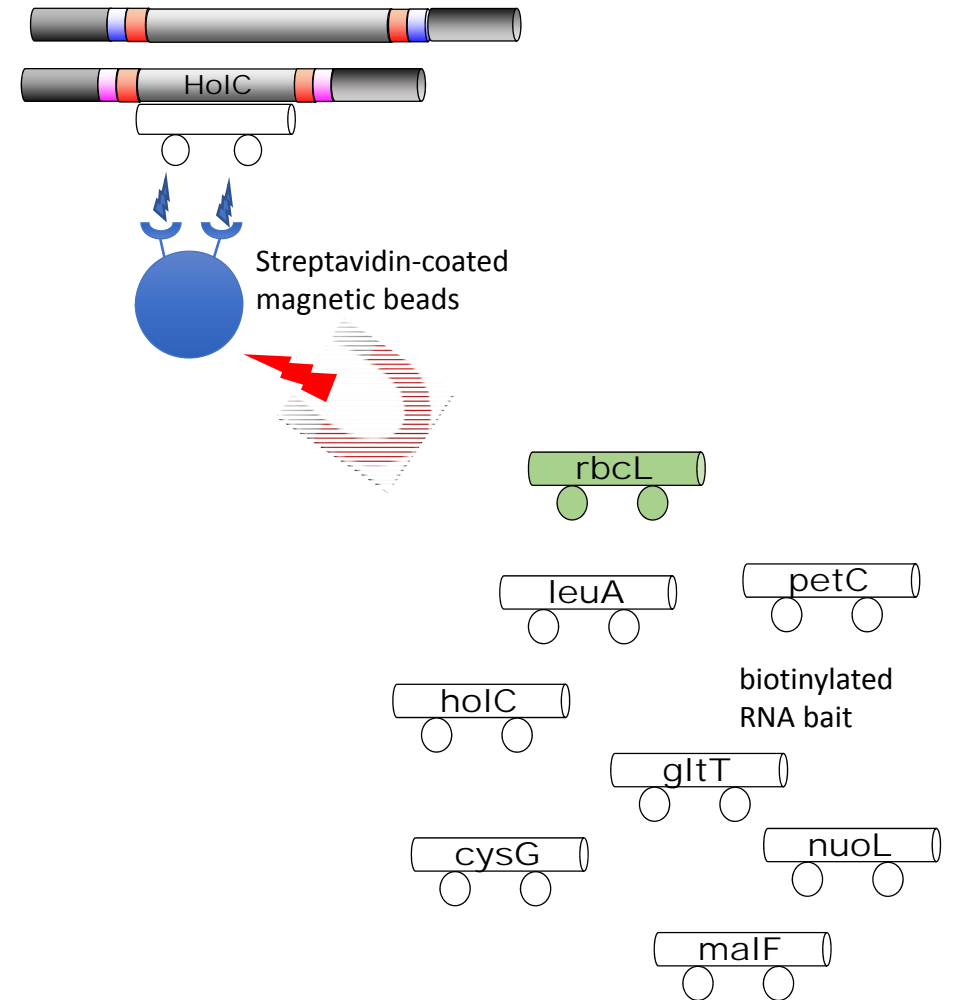 HolC
Streptavidin-coated
magnetic beads
rbcL
leuA
petC
holC
biotinylated
RNA bait
gltT
cysG
nuoL
malF